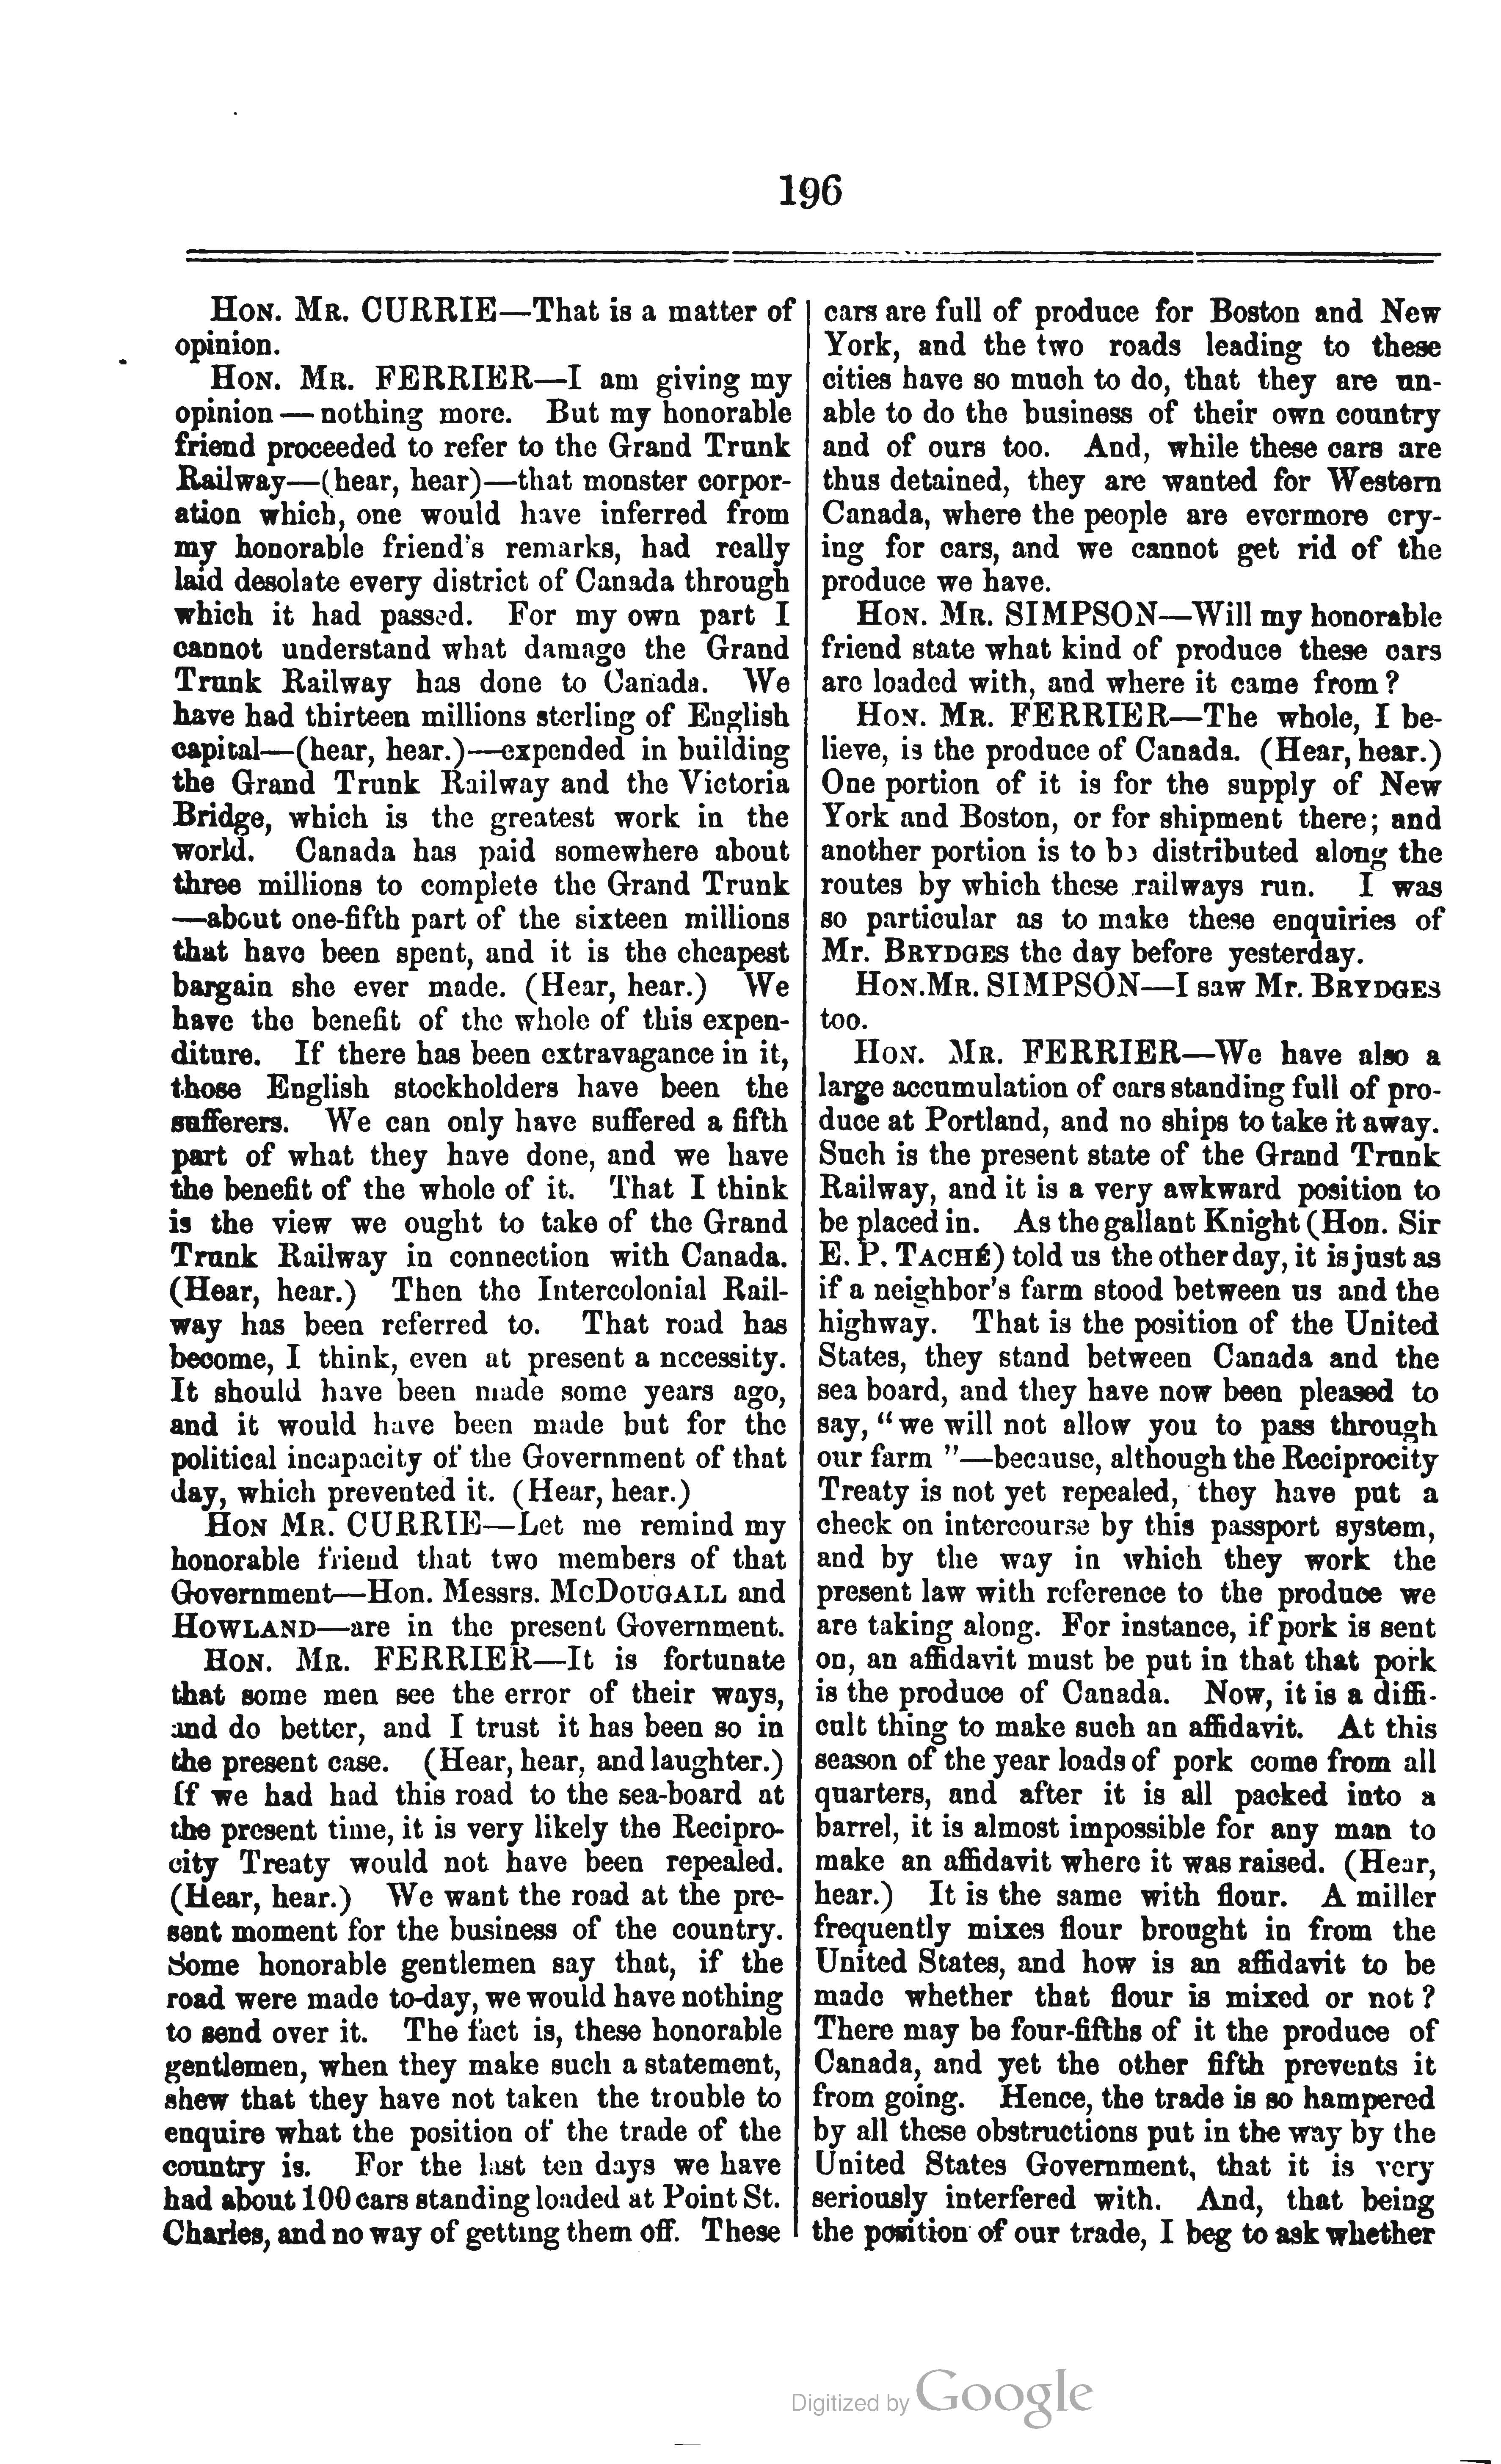 196
HON. MR. CURRIE—That is a matter of
opinion.
HON. MR. FERRIER—I am giving my
opinion — nothing more. But my honorable
friend proceeded to refer to the Grand Trunk
Railway—(hear, hear)—that monster corpor-
ation which, one would have inferred from
my honorable friend's remarks, had really
laid desolate every district of Canada through
which it had passed. For my own part I
cannot understand what damage the Grand
Trunk Railway has done to Canada. We
have had thirteen millions sterling of English
capital—(hear, hear.)—expended in building
the Grand Trunk Railway and the Victoria
Bridge, which is the greatest work in the
world. Canada has paid somewhere about
three millions to complete the Grand Trunk
—about one-fifth part of the sixteen millions
that have been spent, and it is the cheapest
bargain she ever made. (Hear, hear.) We
have the benefit of the whole of this expen-
diture. If there has been extravagance in it,
those English stockholders have been the
sufferers. We can only have suffered a fifth
part of what they have done, and we have
the benefit of the whole of it. That I think
is the view we ought to take of the Grand
Trunk Railway in connection with Canada.
(Hear, hear.) Then the Intercolonial Rail-
way has been referred to. That road has
become, I think, even at present a necessity.
It should have been made some years ago,
and it would have been made but for the
political incapacity of the Government of that
day, which prevented it. (Hear, hear.)
HON MR. CURRIE—Let me remind my
honorable friend that two members of that
Government—Hon. Messrs. MCDOUGALL and
HOWLAND—are in the present Government.
HON. MR. FERRIER—It is fortunate
that some men see the error of their ways,
and do better, and I trust it has been so in
the present case. (Hear, hear, and laughter.)
If we had had this road to the sea-board at
the present time, it is very likely the Recipro-
city Treaty would not have been repealed.
(Hear, hear.) We want the road at the pre-
sent moment for the business of the country.
Some honorable gentlemen say that, if the
road were made to-day, we would have nothing
to send over it. The fact is, these honorable
gentlemen, when they make such a statement,
shew that they have not taken the trouble to
enquire what the position of the trade of the
country is. For the last ten days we have
had about 100 cars standing loaded at Point St.
Charles, and no way of getting them off. These
cars are full of produce for Boston and New
York, and the two roads leading to these
cities have so much to do, that they are un-
able to do the business of their own country
and of ours too. And, while these cars are
thus detained, they are wanted for Western
Canada, where the people are evermore cry-
ing for cars, and we cannot get rid of the
produce we have.
HON. MR. SIMPSON—Will my honorable
friend state what kind of produce these cars
are loaded with, and where it came from?
HON. MR. FERRIER—The whole, I be-
lieve, is the produce of Canada. (Hear, hear.)
One portion of it is for the supply of New
York and Boston, or for shipment there; and
another portion is to be distributed along the
routes by which these railways run. I was
so particular as to make these enquiries of
Mr. BRYDGES the day before yesterday.
HON. MR. SIMPSON—I saw Mr. BRYDGES
too.
HON. MR. FERRIER—We have also a
large accumulation of cars standing full of pro-
duce at Portland, and no ships to take it away.
Such is the present state of the Grand Trunk
Railway, and it is a very awkward position to
be placed in. As the gallant Knight (Hon. Sir
E. P. TACHÉ) told us the other day, it is just as
if a neighbor's farm stood between us and the
highway. That is the position of the United
States, they stand between Canada and the
sea board, and they have now been pleased to
say, "we will not allow you to pass through
our farm "—because, although the Reciprocity
Treaty is not yet repealed, they have put a
check on intercourse by this passport system,
and by the way in which they work the
present law with reference to the produce we
are taking along. For instance, if pork is sent
on, an affidavit must be put in that that pork
is the produce of Canada. Now, it is a diffi-
cult thing to make such an affidavit. At this
season of the year loads of pork come from all
quarters, and after it is all packed into a
barrel, it is almost impossible for any man to
make an affidavit where it was raised. (Hear,
hear.) It is the same with flour. A miller
frequently mixes flour brought in from the
United States, and how is an affidavit to be
made whether that flour is mixed or not?
There may be four-fifths of it the produce of
Canada, and yet the other fifth prevents it
from going. Hence, the trade is so hampered
by all these obstructions put in the way by the
United States Government, that it is very
seriously interfered with. And, that being
the position of our trade, I beg to ask whether
Digitized by Google